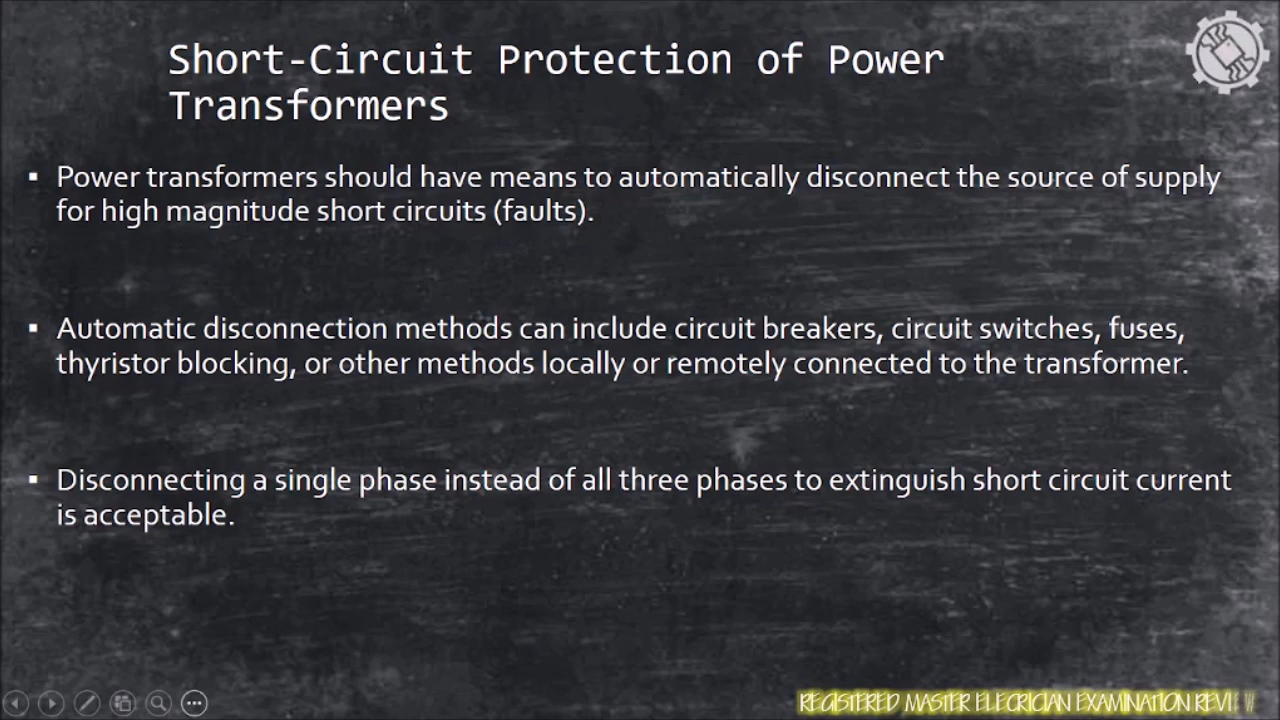 Short-Circuit Protection of Power
Transformers
▪ Power transformers should have means to automatically disconnect the source of supply
for high magnitude short circuits (faults).
▪ Automatic disconnection methods can include circuit breakers, circuit switches, fuses,
thyristor blocking, or other methods locally or remotely connected to the transformer.
▪ Disconnecting a single phase instead of all three phases to extinguish short circuit current
is acceptable.
REGISTERED MASTER ELECRICIAN EXAMINATION REVIEW